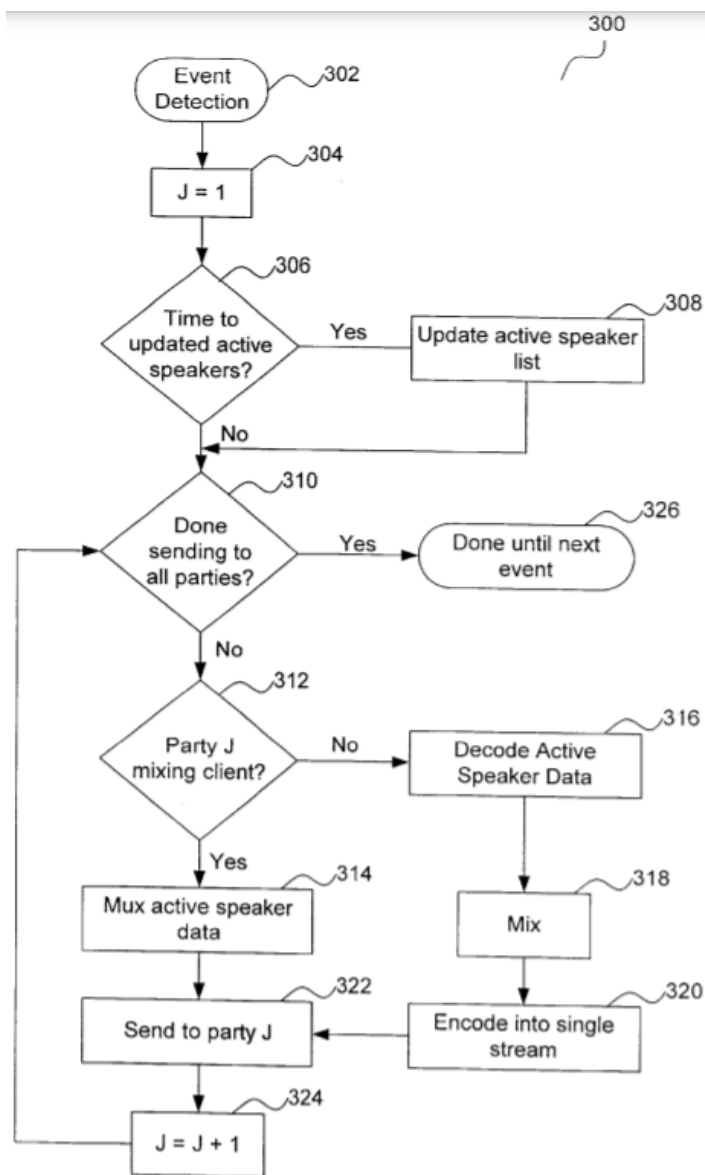 300
Event
Detection
302
304
J = 1
306
Time to
updated active
speakers?
Yes
308
Update active speaker
list
No
310
Done
sending to
all parties?
Yes
326
Done until next
event
No
312
Party J
mixing client?
No
316
Decode Active
Speaker Data
Yes
314
Mux active speaker
data
318
Mix
322
Send to party J
320
Encode into single
stream
324
J = J + 1